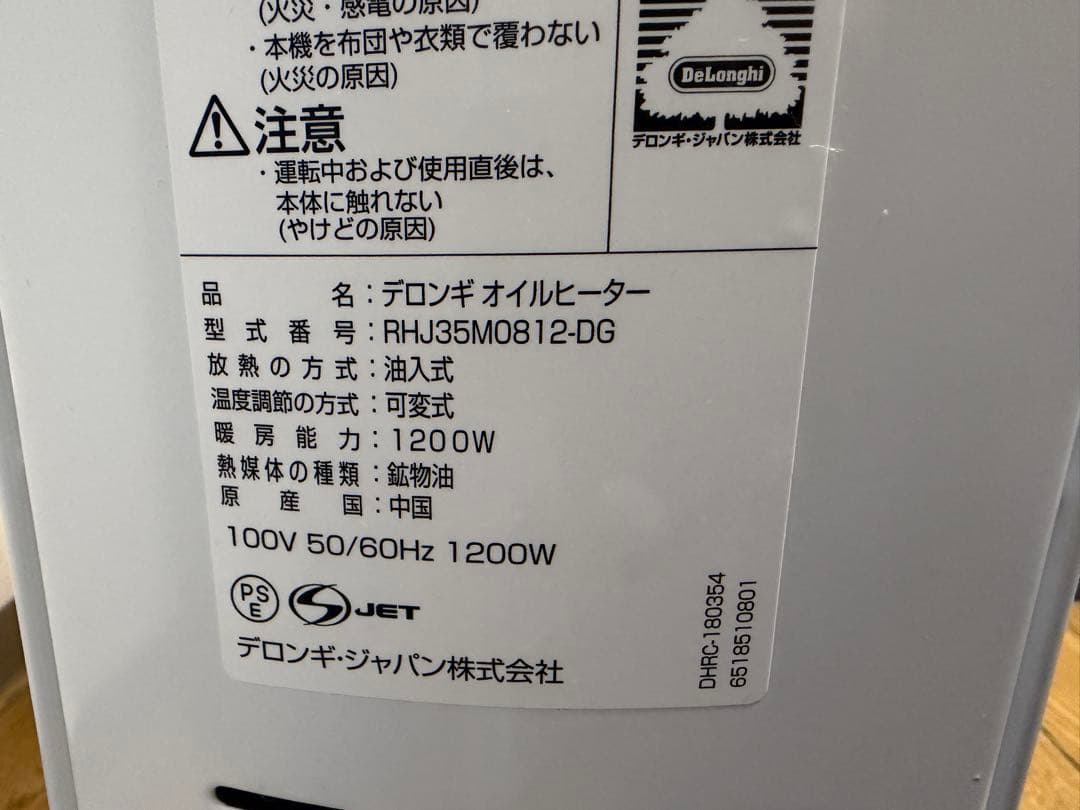 (火災・感電の原因)
・本機を布団や衣類で覆わない
(火災の原因)
注意
・運転中および使用直後は、
本体に触れない
(やけどの原因)
DeLonghi
デロンギ・ジャパン株式会社
品名：デロンギ オイルヒーター
型式番号：RHJ35M0812-DG
放熱の方式：油入式
温度調節の方式：可変式
暖房能力：1200W
熱媒体の種類：鉱物油
原産国：中国
100V 50/60Hz 1200W
PSE
JET
デロンギ・ジャパン株式会社
DHRC-180354
6518510801